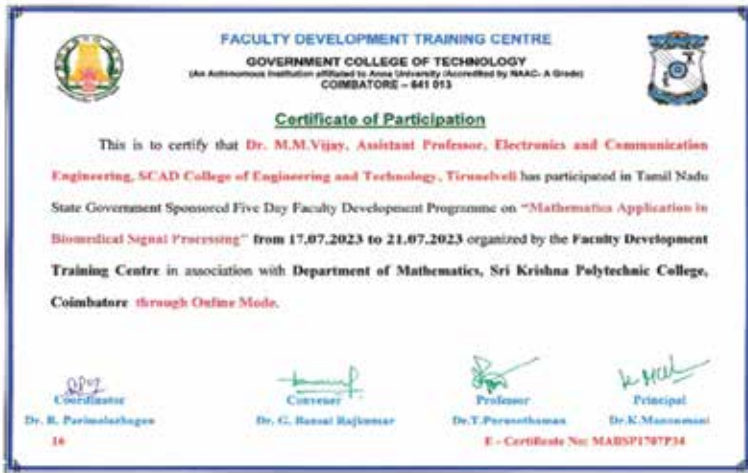 FACULTY DEVELOPMENT TRAINING CENTRE
GOVERNMENT COLLEGE OF TECHNOLOGY
(An Autonomous Institution affiliated to Anna University (Accredited by NAAC- A Grade)
COIMBATORE – 641 013
Certificate of Participation
This is to certify that Dr. M.M.Vijay, Assistant Professor, Electronics and Communication
Engineering, SCAD College of Engineering and Technology, Tirunelveli has participated in Tamil Nadu
State Government Sponsored Five Day Faculty Development Programme on "Mathematics Application in
Biomedical Signal Processing" from 17.07.2023 to 21.07.2023 organized by the Faculty Development
Training Centre in association with Department of Mathematics, Sri Krishna Polytechnic College,
Coimbatore through Online Mode.
Coordinator Convener Professor Principal
Dr. R. Parimelazhagan Dr. G. Bansal Rajkumar Dr.T.Purusothaman Dr.K.Manonmani
16 E - Certificate No: MABSP1707P34